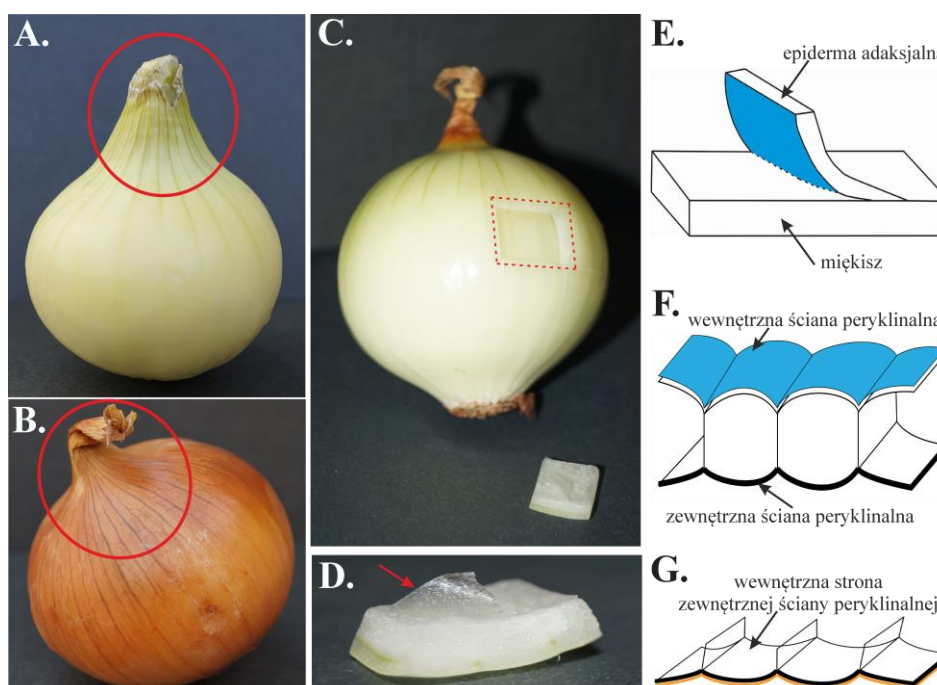 A.
B.
C.
D.
E.
epiderma adaksjalna
miękisz
F.
wewnętrzna ściana peryklinalna
zewnętrzna ściana peryklinalna
G.
wewnętrzna strona
zewnętrznej ściany peryklinalnej